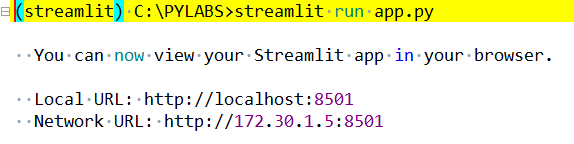 (streamlit) C:\PYLABS>streamlit run app.py
You can now view your Streamlit app in your browser.
Local URL: http://localhost:8501
Network URL: http://172.30.1.5:8501